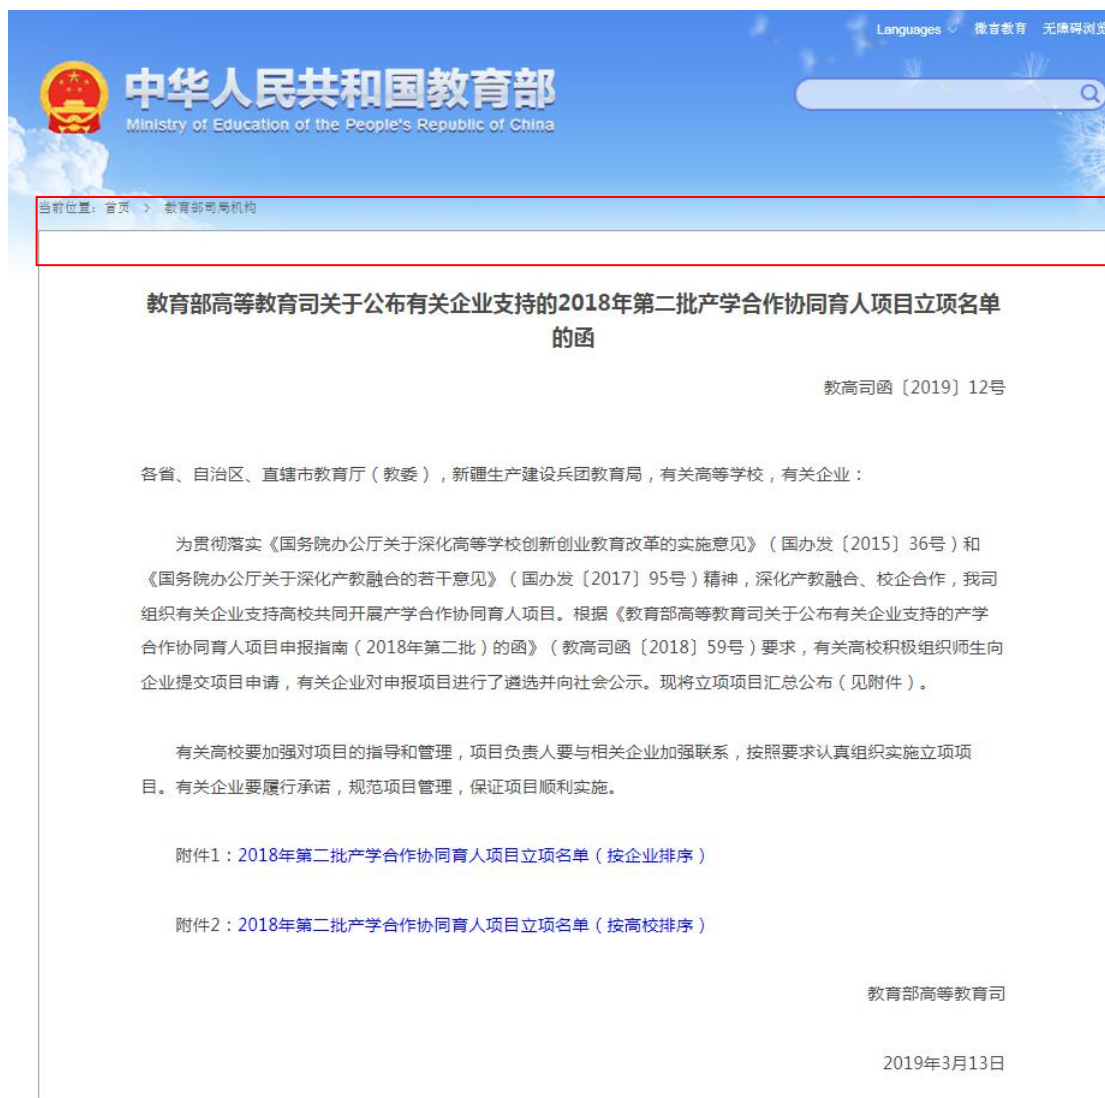 Languages 微言教育 无障碍浏览
中华人民共和国教育部
Ministry of Education of the People's Republic of China
当前位置：首页 > 教育部司局机构
教育部高等教育司关于公布有关企业支持的2018年第二批产学合作协同育人项目立项名单
的函
教高司函〔2019〕12号
各省、自治区、直辖市教育厅（教委），新疆生产建设兵团教育局，有关高等学校，有关企业：
为贯彻落实《国务院办公厅关于深化高等学校创新创业教育改革的实施意见》（国办发〔2015〕36号）和
《国务院办公厅关于深化产教融合的若干意见》（国办发〔2017〕95号）精神，深化产教融合、校企合作，我司
组织有关企业支持高校共同开展产学合作协同育人项目。根据《教育部高等教育司关于公布有关企业支持的产学
合作协同育人项目申报指南（2018年第二批）的函》（教高司函〔2018〕59号）要求，有关高校积极组织师生向
企业提交项目申请，有关企业对申报项目进行了遴选并向社会公示。现将立项项目汇总公布（见附件）。
有关高校要加强对项目的指导和管理，项目负责人要与相关企业加强联系，按照要求认真组织实施立项项
目。有关企业要履行承诺，规范项目管理，保证项目顺利实施。
附件1：2018年第二批产学合作协同育人项目立项名单（按企业排序）
附件2：2018年第二批产学合作协同育人项目立项名单（按高校排序）
教育部高等教育司
2019年3月13日